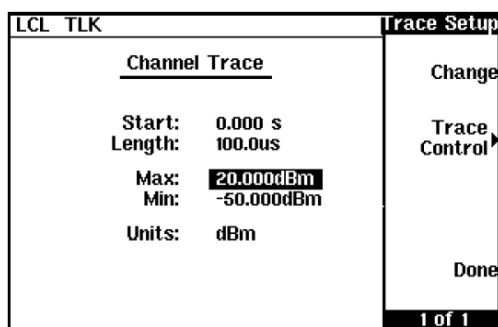 LCL TLK
Trace Setup
Channel Trace
Start: 0.000 s
Length: 100.0us
Max: 20.000dBm
Min: -50.000dBm
Units: dBm
Change
Trace
Control
Done
1 of 1